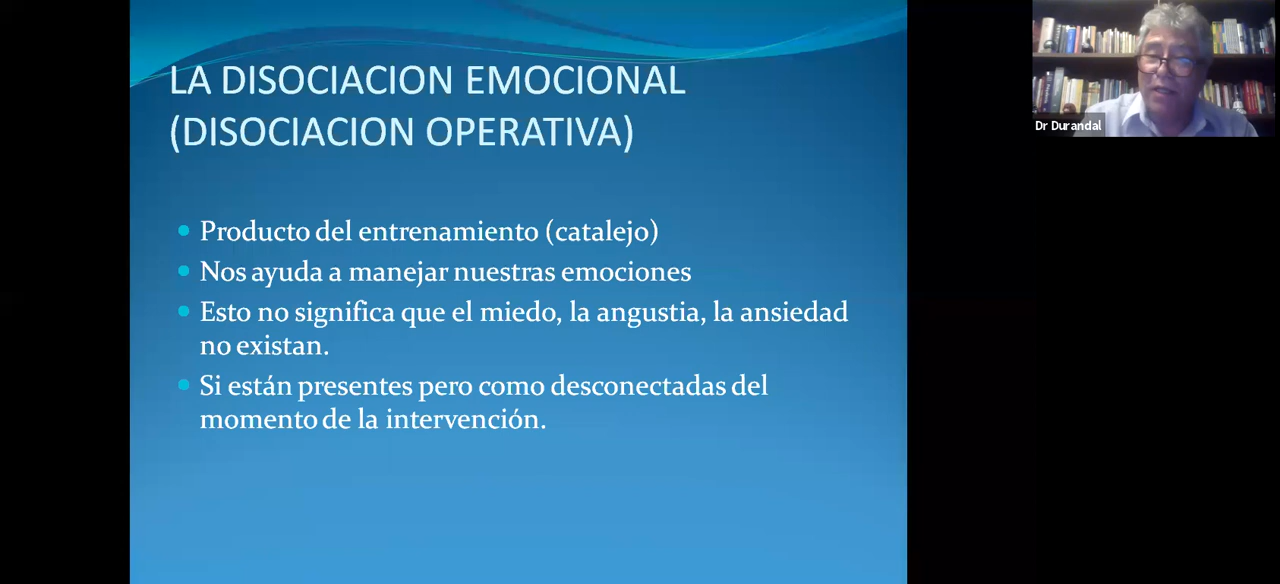 LA DISOCIACION EMOCIONAL
(DISOCIACION OPERATIVA)
Producto del entrenamiento (catalejo)
Nos ayuda a manejar nuestras emociones
Esto no significa que el miedo, la angustia, la ansiedad
no existan.
Si están presentes pero como desconectadas del
momento de la intervención.
Dr Durandal